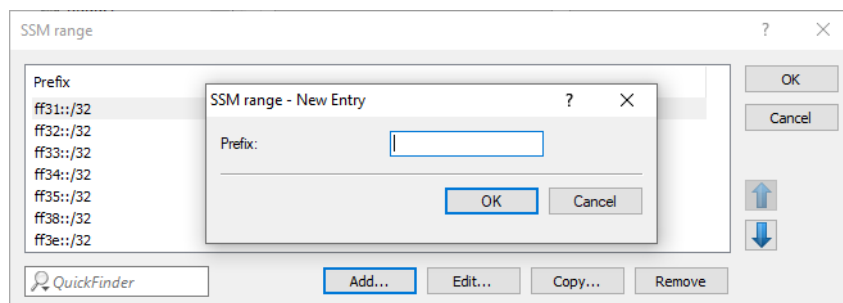 SSM range
?
Prefix
OK
ff31::/32
SSM range - New Entry
?
Cancel
ff32::/32
ff33::/32
Prefix:
ff34::/32
ff35::/32
OK
Cancel
ff38::/32
ff3e::/32
QuickFinder
Add...
Edit...
Copy...
Remove